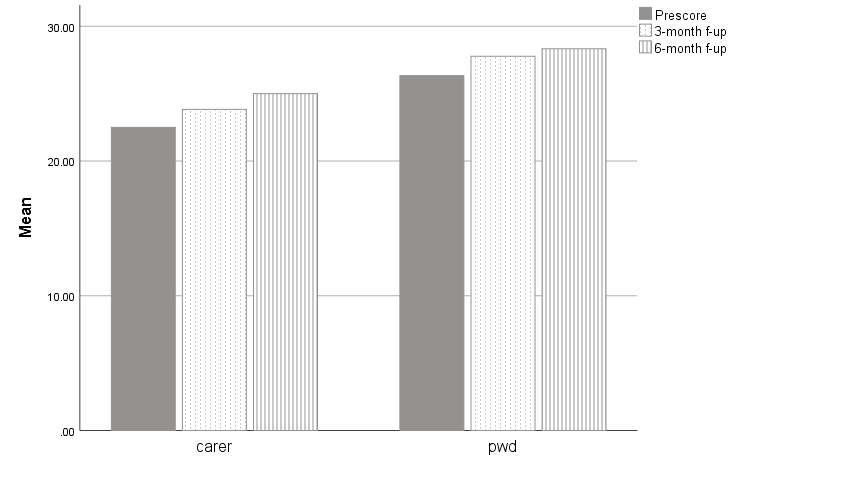 30.00
20.00
10.00
.00
Mean
carer
pwd
Prescore
3-month f-up
6-month f-up